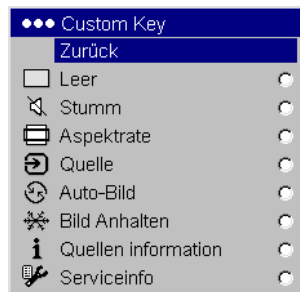 Custom Key
Zurück
Leer
Stumm
Aspektrate
Quelle
Auto-Bild
Bild Anhalten
Quellen information
Serviceinfo